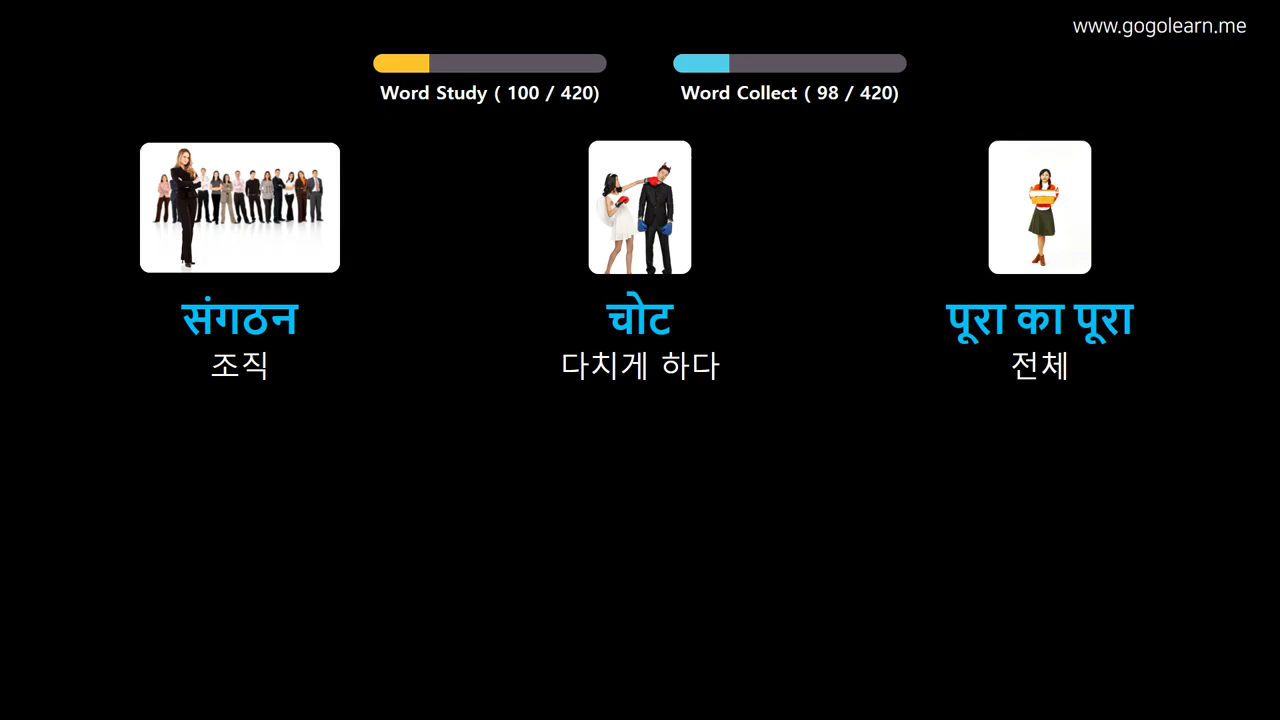 www.gogolearn.me
Word Study ( 100 / 420)
Word Collect ( 98 / 420)
संगठन
조직
चोट
다치게 하다
पूरा का पूरा
전체